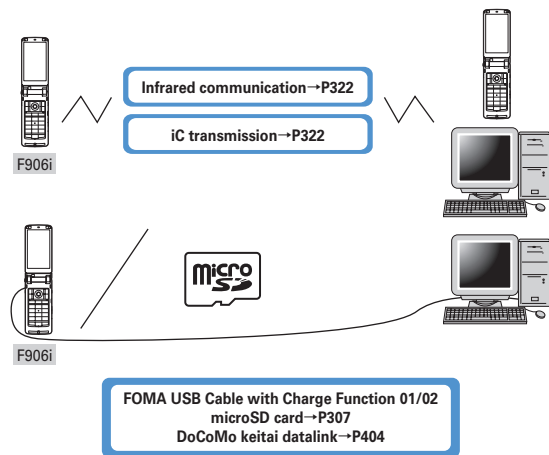 Infrared communication→P322
iC transmission→P322
F906i
micro
SD
F906i
FOMA USB Cable with Charge Function 01/02
microSD card→P307
DoCoMo keitai datalink→P404